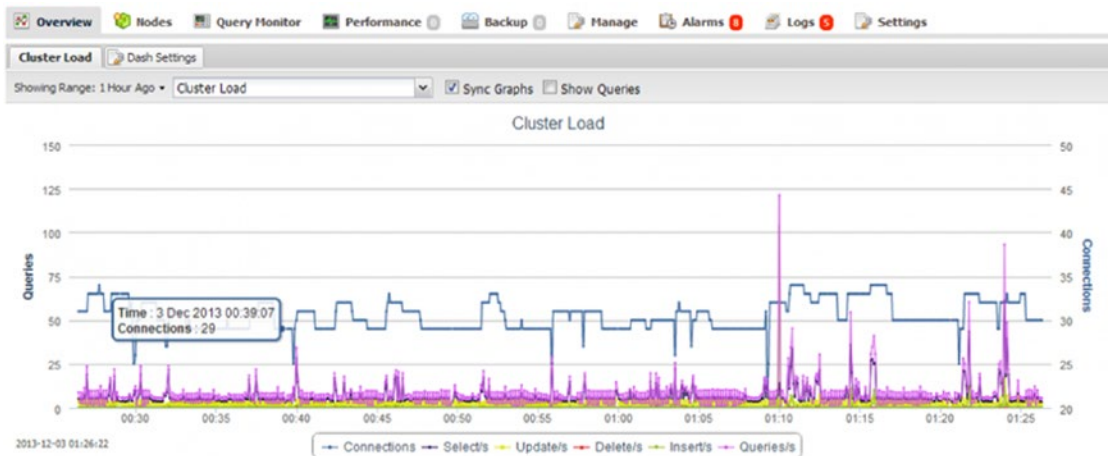 Overview Nodes Query Monitor Performance 0 Backup 0 Manage Alarms 8 Logs 5 Settings
Cluster Load Dash Settings
Showing Range: 1 Hour Ago Cluster Load Sync Graphs Show Queries
Cluster Load
150 50
125 45
100 40
75 35
50 30
25 25
0 20
Queries
Connections
Time : 3 Dec 2013 00:39:07
Connections : 29
00:30 00:35 00:40 00:45 00:50 00:55 01:00 01:05 01:10 01:15 01:20 01:25
2013-12-03 01:26:22
Connections Select/s Update/s Delete/s Insert/s Queries/s